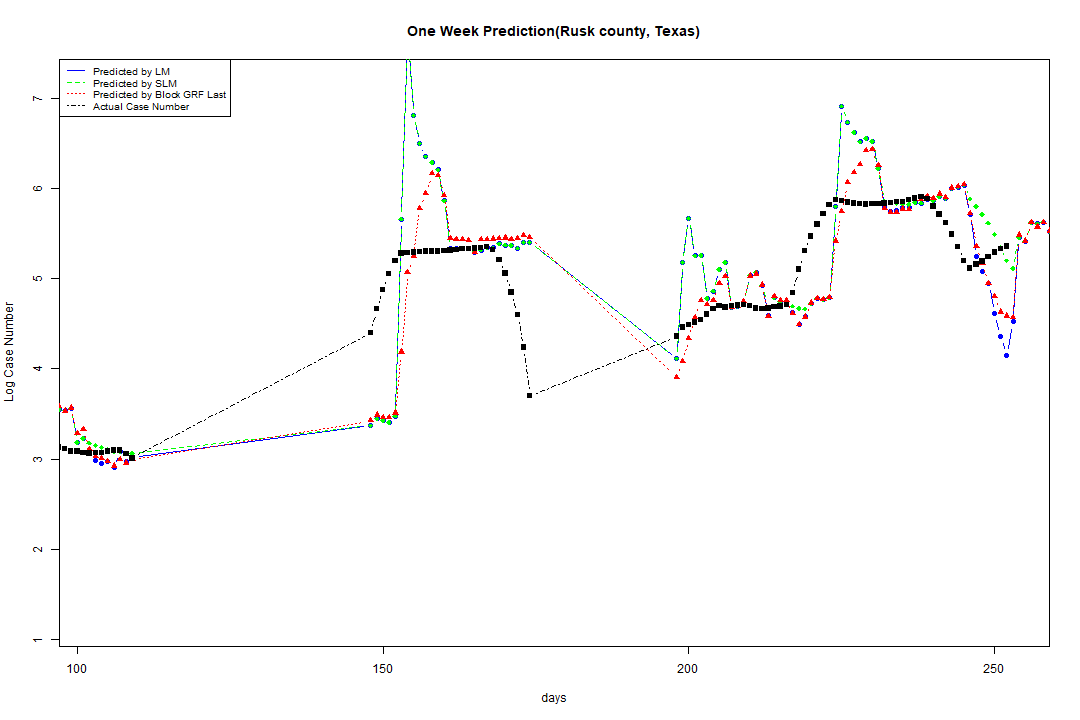 One Week Prediction(Rusk county, Texas)
Predicted by LM
Predicted by SLM
Predicted by Block GRF Last
Actual Case Number
Log Case Number
7
6
5
4
3
2
1
100 150 200 250
days